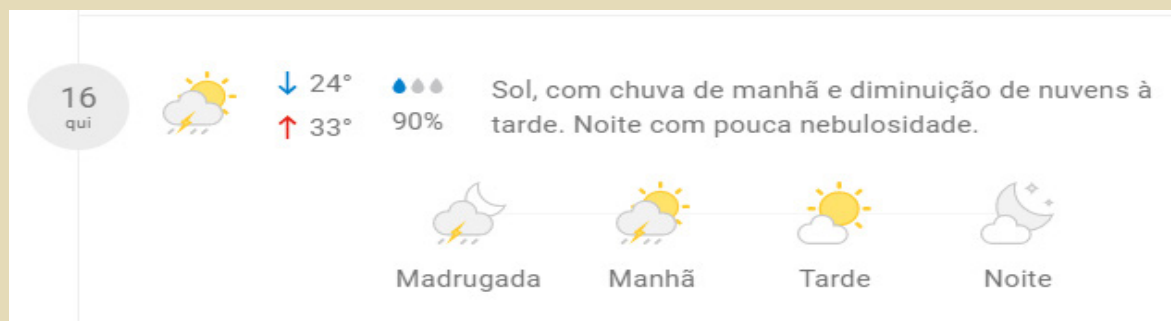 16
qui
↓ 24°
↑ 33°
90%
Sol, com chuva de manhã e diminuição de nuvens à
tarde. Noite com pouca nebulosidade.
Madrugada
Manhã
Tarde
Noite